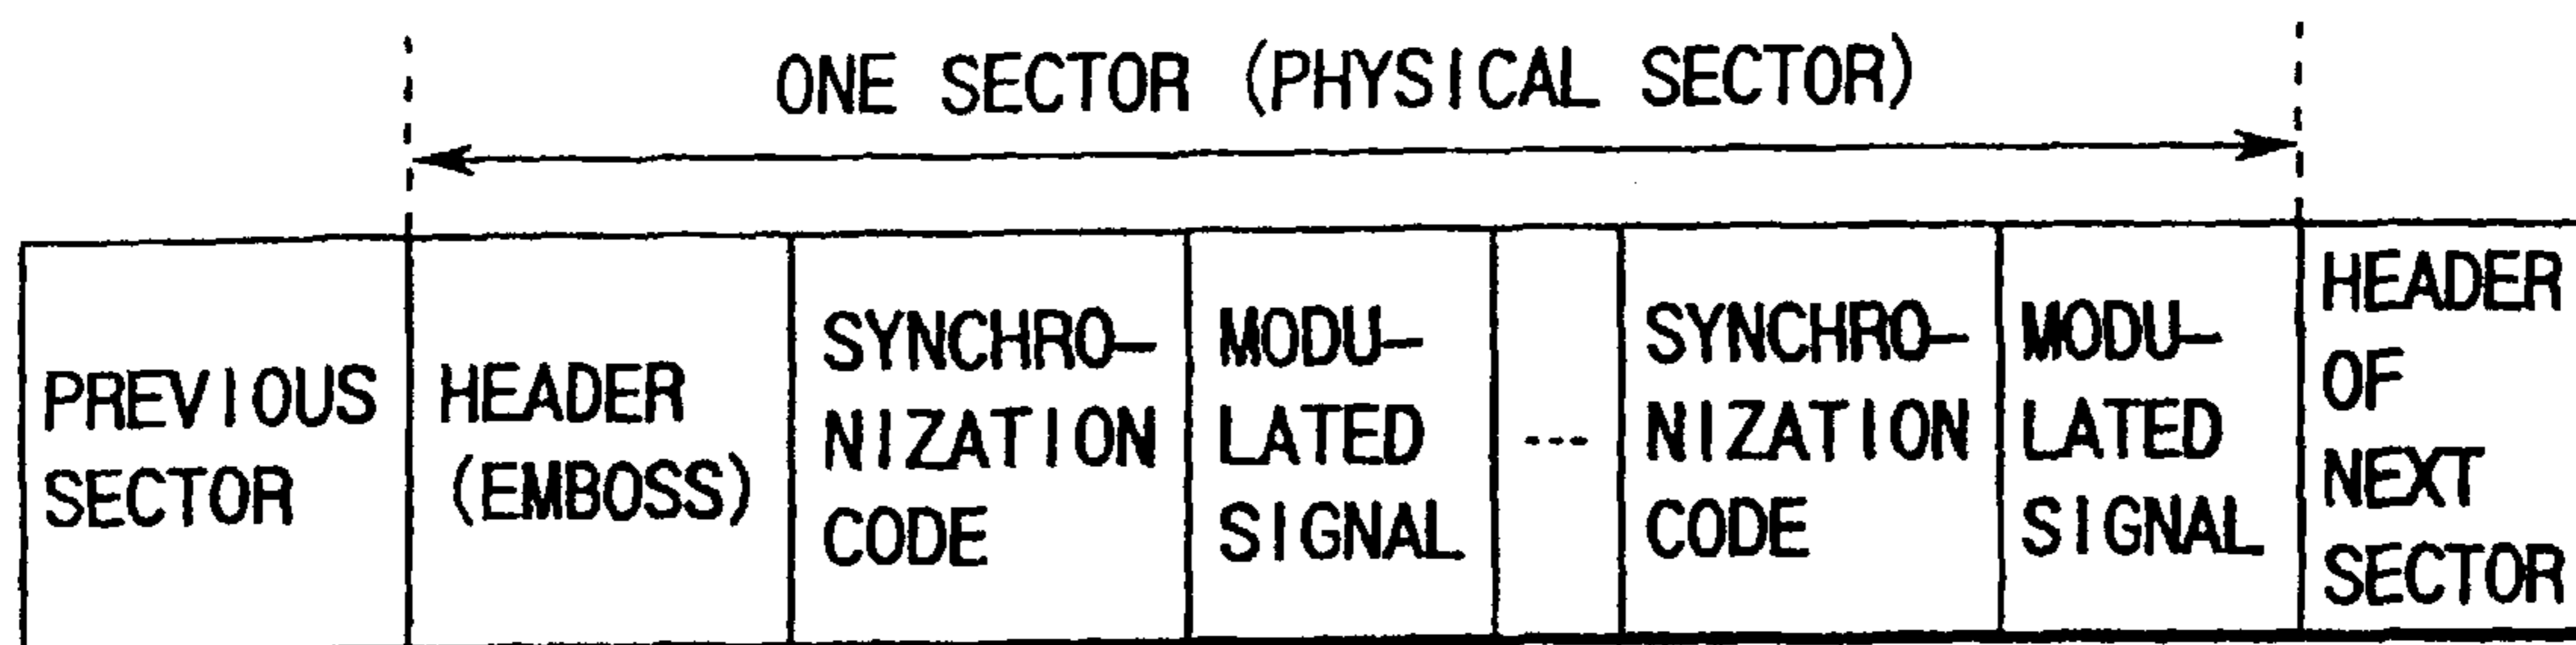 ONE SECTOR (PHYSICAL SECTOR)
PREVIOUS
SECTOR
HEADER
(EMBOSS)
SYNCHRO-
NIZATION
CODE
MODU-
LATED
SIGNAL
---
SYNCHRO-
NIZATION
CODE
MODU-
LATED
SIGNAL
HEADER
OF
NEXT
SECTOR